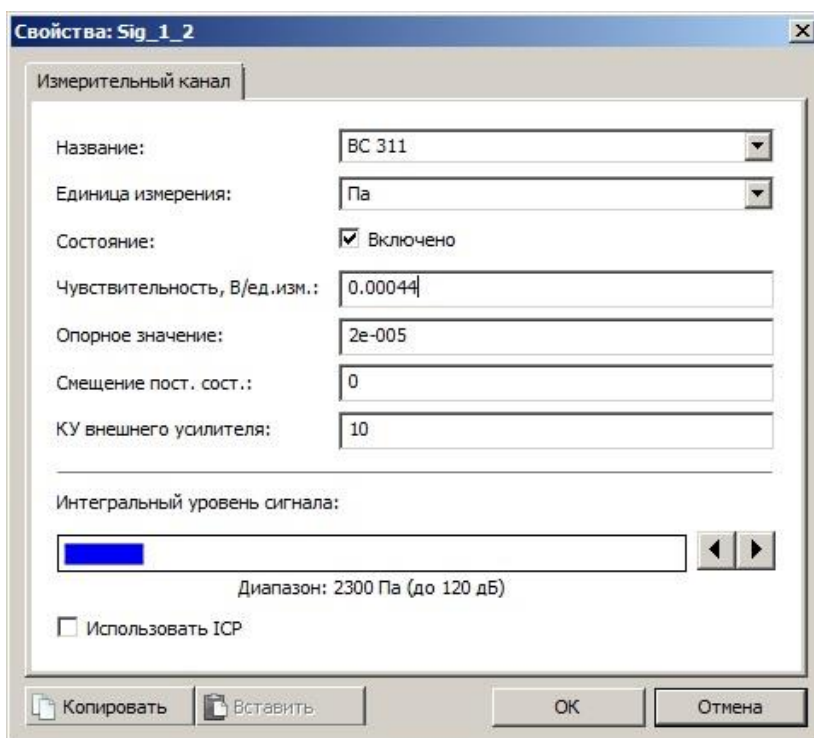 Свойства: Sig_1_2
Измерительный канал
Название: BC 311
Единица измерения: Па
Состояние: Включено
Чувствительность, В/ед.изм.: 0.00044
Опорное значение: 2e-005
Смещение пост. сост.: 0
КУ внешнего усилителя: 10
Интегральный уровень сигнала:
Диапазон: 2300 Па (до 120 дБ)
Использовать ICP
Копировать Вставить OK Отмена